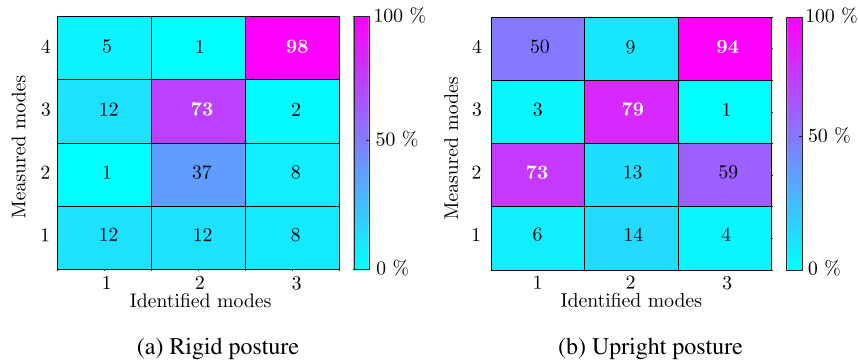 100 %
4 5 1 98
3 12 73 2
50 %
2 1 37 8
1 12 12 8
0 %
1 2 3
Measured modes
Identified modes
(a) Rigid posture
100 %
4 50 9 94
3 3 79 1
50 %
2 73 13 59
1 6 14 4
0 %
1 2 3
Measured modes
Identified modes
(b) Upright posture